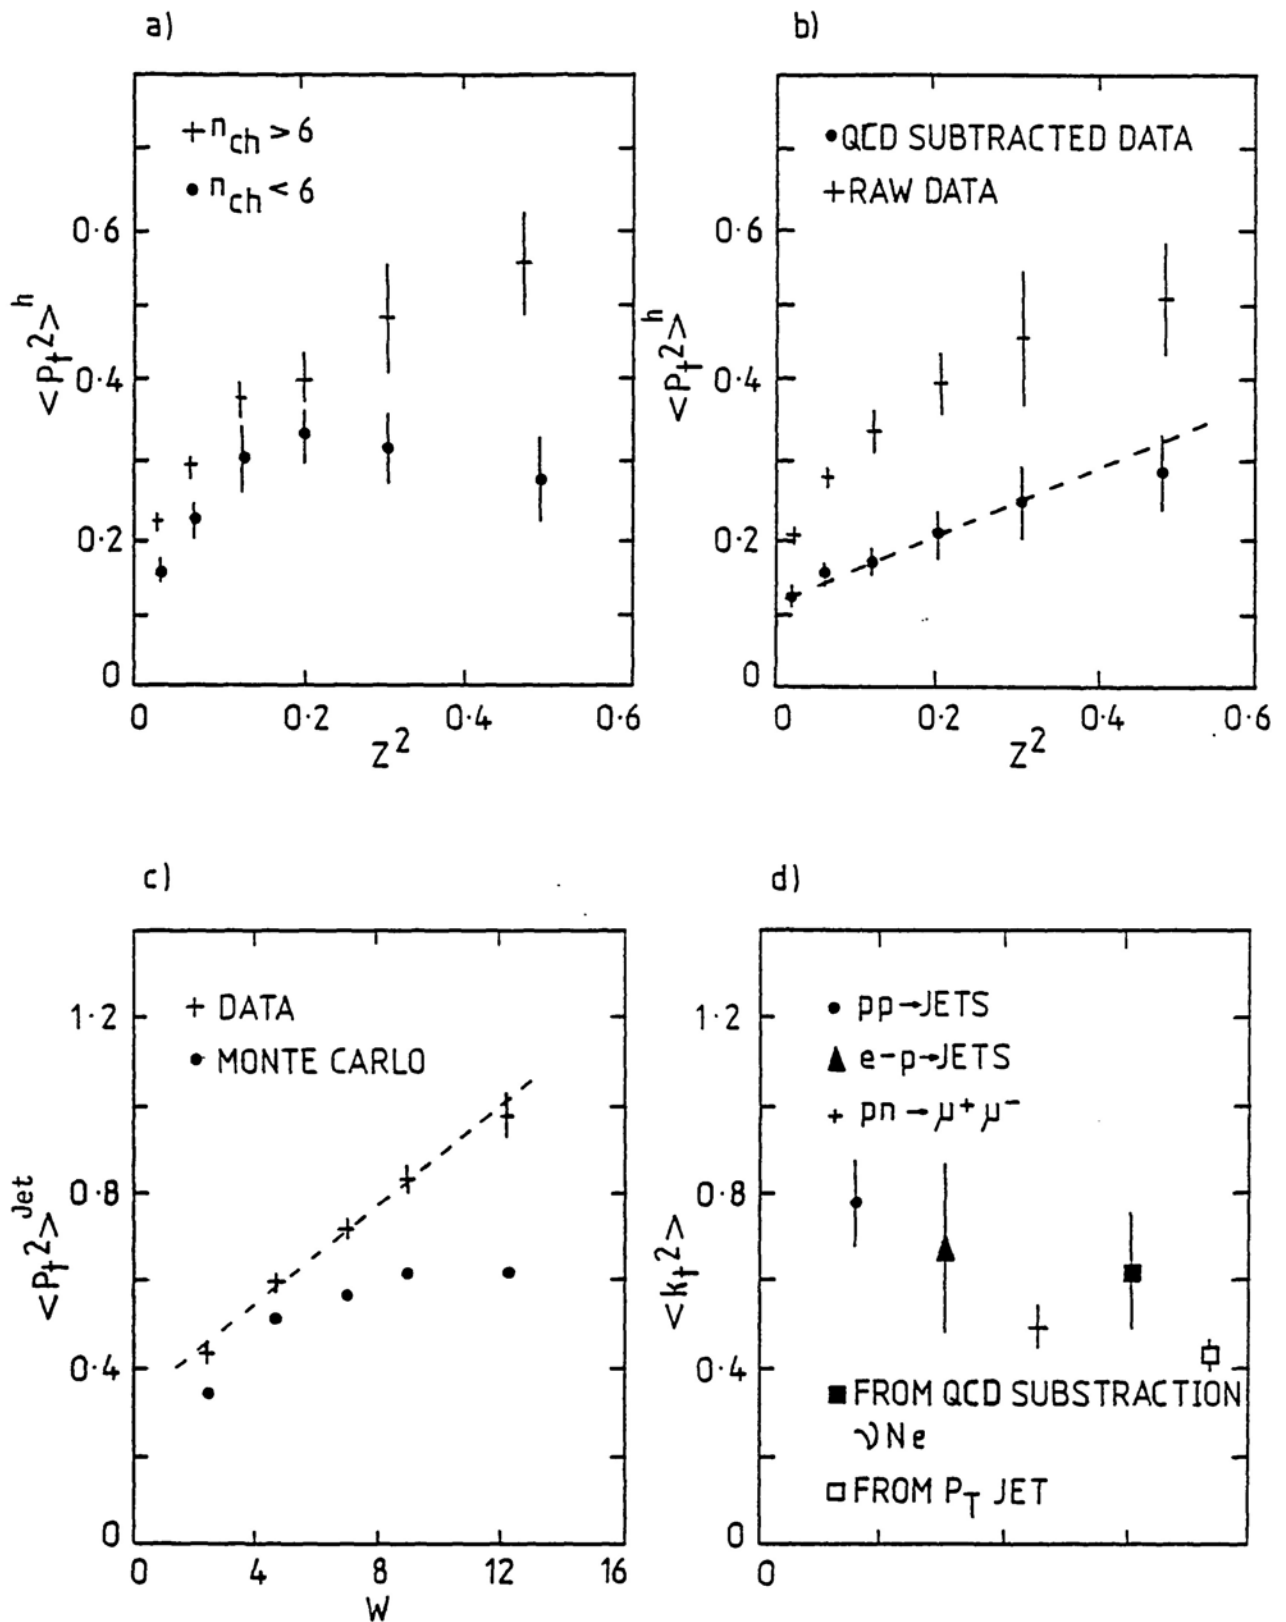 a)
+ n_ch > 6
• n_ch < 6
0·6
0·4
0·2
0
<P_t^2>^h
0 0·2 0·4 0·6
Z^2
b)
• QCD SUBTRACTED DATA
+ RAW DATA
0·6
0·4
0·2
0
<P_t^2>^h
0 0·2 0·4 0·6
Z^2
c)
+ DATA
• MONTE CARLO
1·2
0·8
0·4
0
<P_t^2>^Jet
0 4 8 12 16
W
d)
• pp→JETS
▲ e-p→JETS
+ pn→μ^+ μ^-
1·2
0·8
0·4
0
<k_t^2>
■ FROM QCD SUBSTRACTION
νNe
□ FROM P_T JET
0